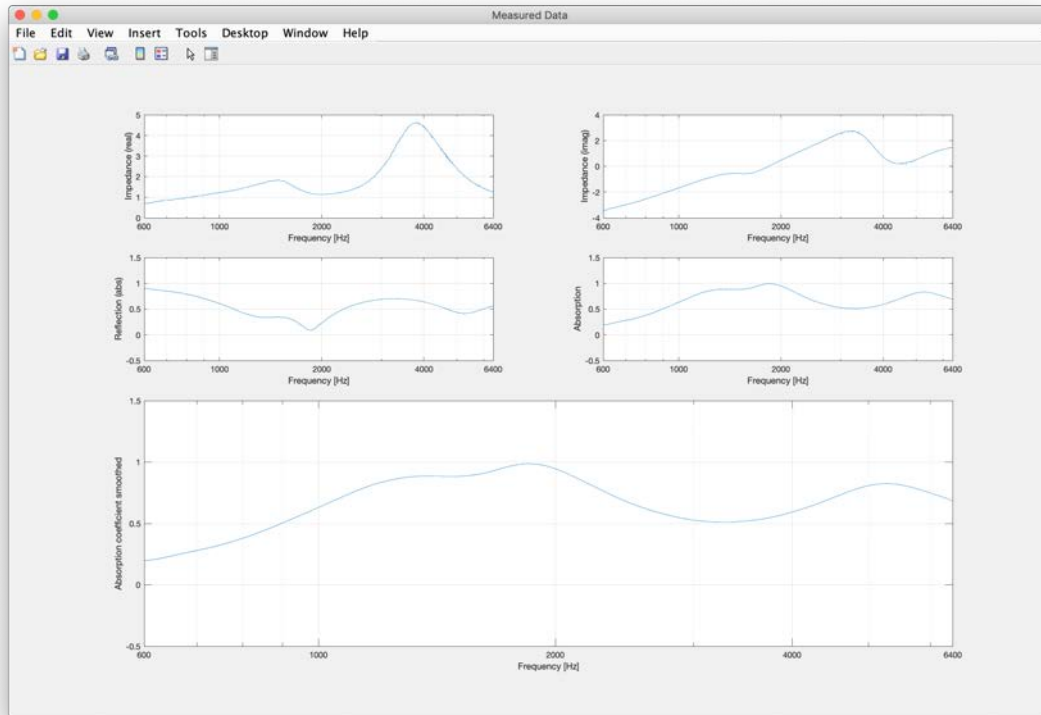 Measured Data
File Edit View Insert Tools Desktop Window Help
5
4
3
2
1
0
Impedance (real)
600 1000 2000 4000 6400
Frequency [Hz]
4
2
0
-2
-4
Impedance (imag)
600 1000 2000 4000 6400
Frequency [Hz]
1.5
1
0.5
0
-0.5
Reflection (abs)
600 1000 2000 4000 6400
Frequency [Hz]
1.5
1
0.5
0
-0.5
Absorption
600 1000 2000 4000 6400
Frequency [Hz]
1.5
1
0.5
0
-0.5
Absorption coefficient smoothed
600 1000 2000 4000 6400
Frequency [Hz]